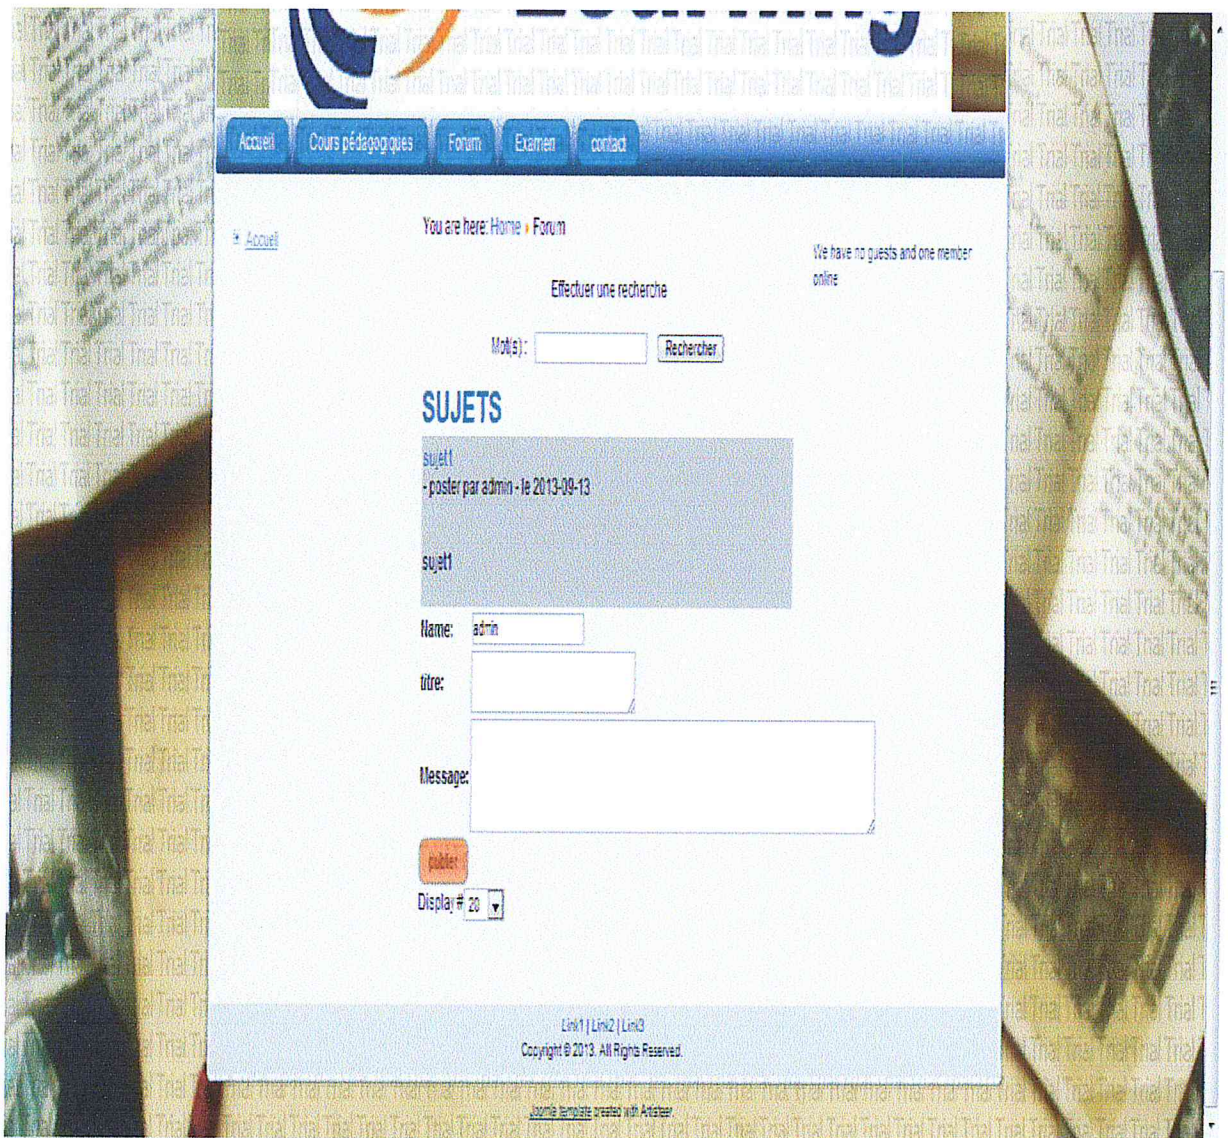 Learning
Accueil Cours pédagogiques Forum Examen contact
Accueil
You are here: Home Forum
We have no guests and one member
online
Effectuer une recherche
Mot(s) : Rechercher
SUJETS
sujet1
- poster par admin - le 2013-09-13
sujet1
Name: admin
titre:
Message:
publier
Display # 20
Link1 | Link2 | Link3
Copyright © 2013. All Rights Reserved.
Joomla template created with Artisteer.
Trial